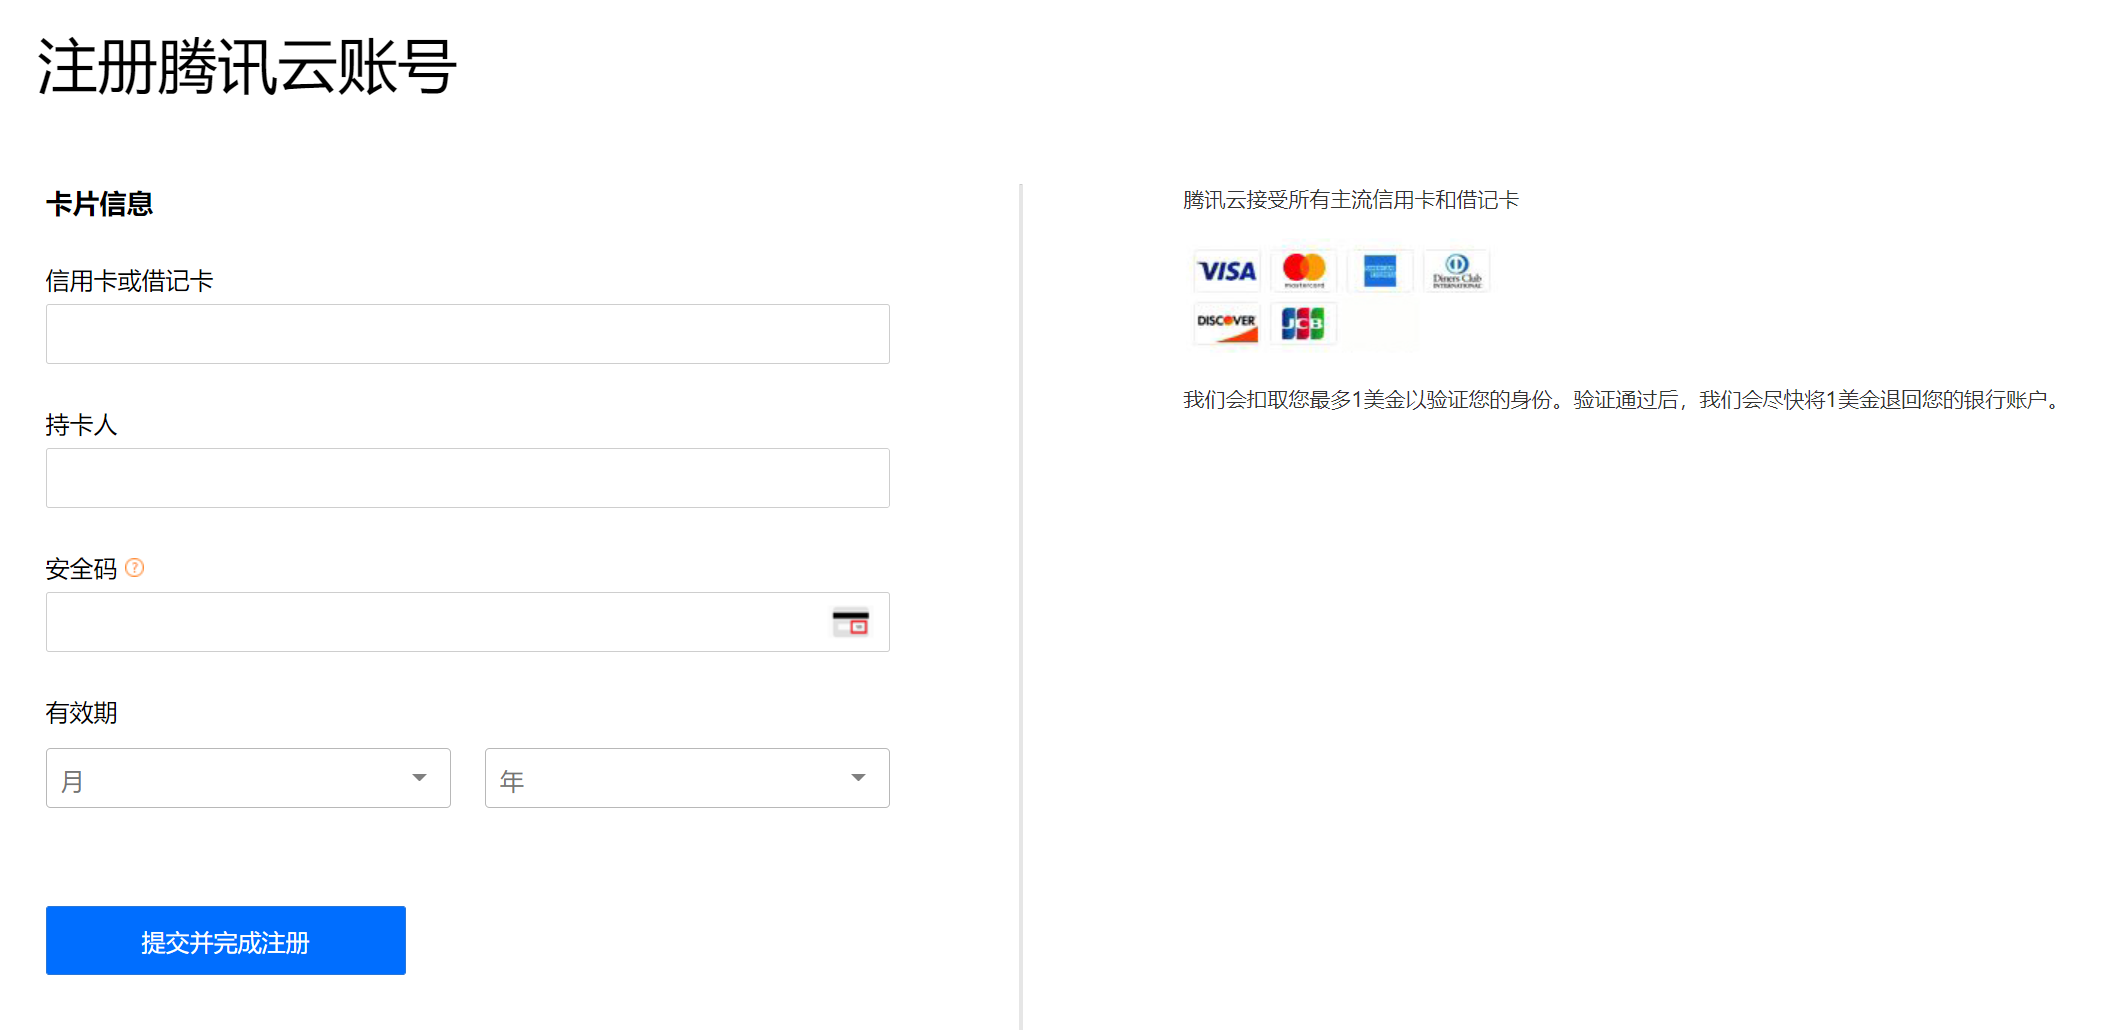 注册腾讯云账号
卡片信息
信用卡或借记卡
持卡人
安全码 ?
有效期
月 年
提交并完成注册
腾讯云接受所有主流信用卡和借记卡
VISA mastercard Diners Club INTERNATIONAL
DISCOVER JCB
我们会扣取您最多1美金以验证您的身份。验证通过后，我们会尽快将1美金退回您的银行账户。